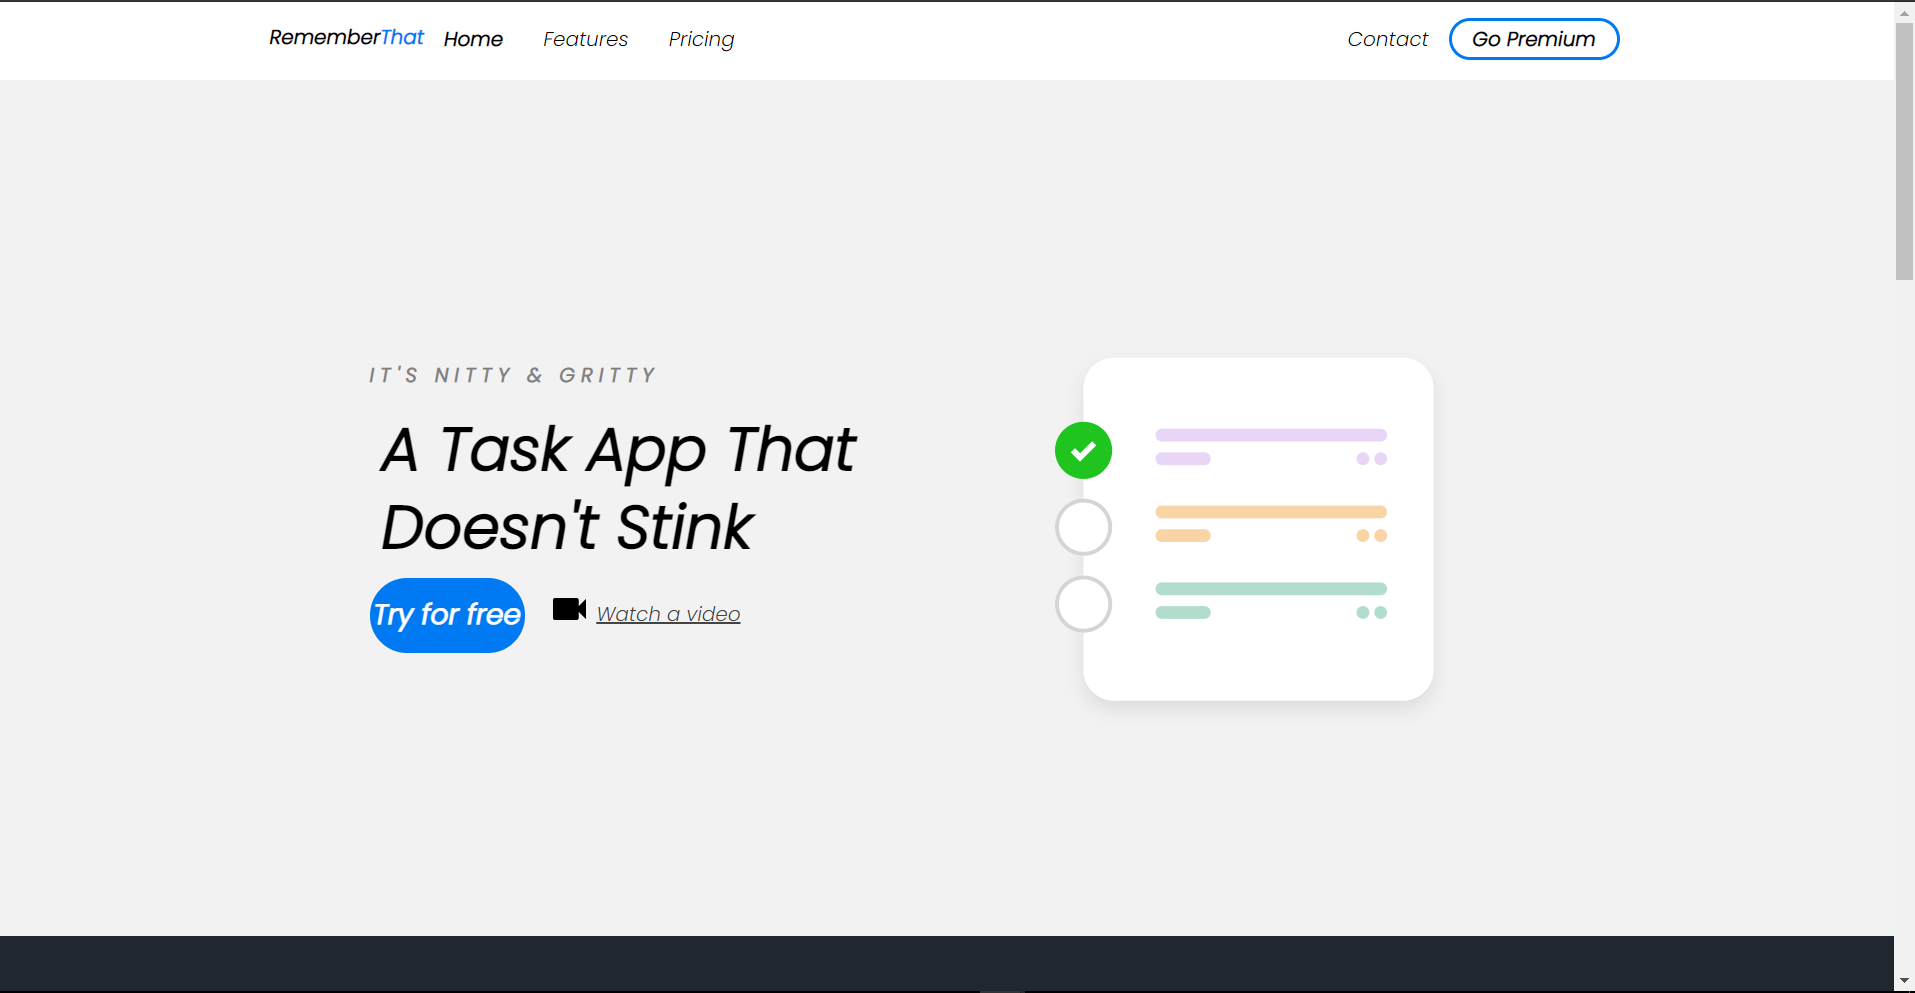 RememberThat Home Features Pricing Contact Go Premium
IT'S NITTY & GRITTY
A Task App That
Doesn't Stink
Try for free Watch a video